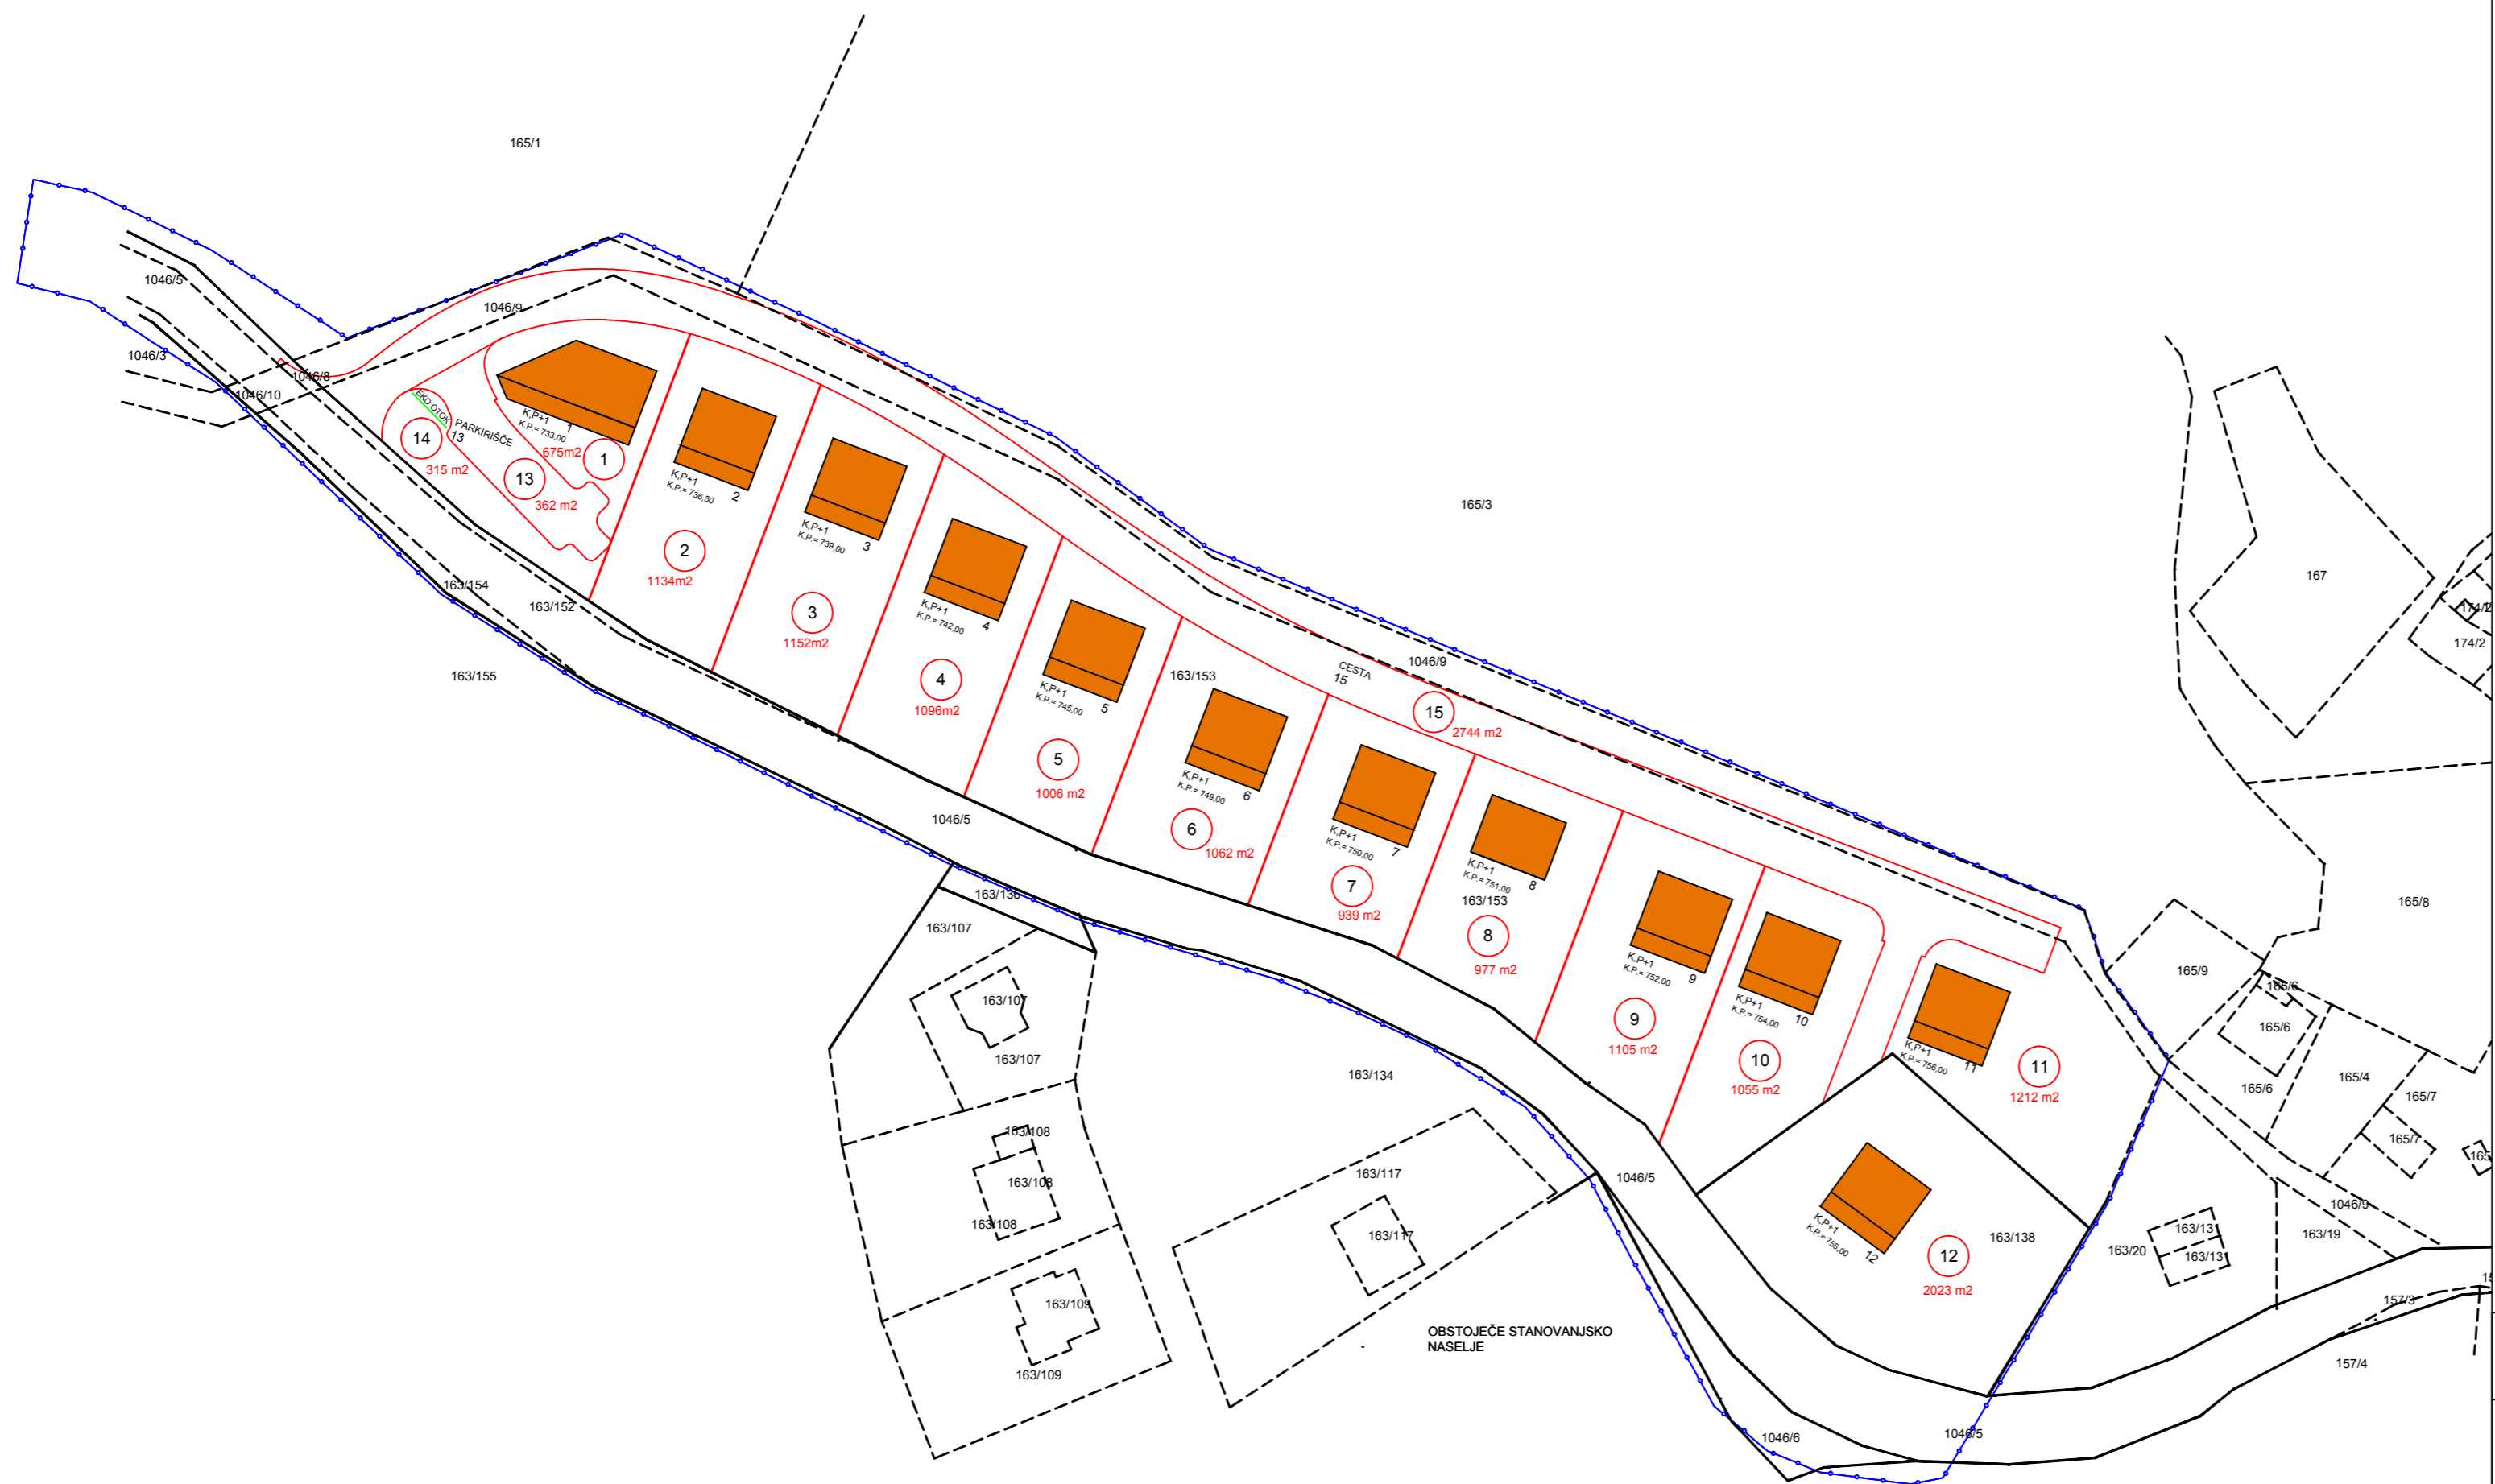 165/1
1046/5
1046/9
1046/3
1046/8
1046/10
EKO OTOK
PARKIRIŠČE
13
14
315 m2
13
362 m2
K,P+1
K.P.= 733,00
1
675m2
1
K,P+1
K.P.= 736,50
2
2
1134m2
K,P+1
K.P.= 739,00
3
3
1152m2
K,P+1
K.P.= 742,00
4
4
1096m2
K,P+1
K.P.= 745,00
5
5
1006 m2
163/153
K,P+1
K.P.= 749,00
6
6
1062 m2
CESTA
15
1046/9
15
2744 m2
165/3
K,P+1
K.P.= 750,00
7
7
939 m2
K,P+1
K.P.= 751,00
8
163/153
8
977 m2
K,P+1
K.P.= 752,00
9
9
1105 m2
K,P+1
K.P.= 754,00
10
10
1055 m2
K,P+1
K.P.= 756,00
11
11
1212 m2
K,P+1
K.P.= 758,00
12
12
2023 m2
163/138
163/154
163/152
163/155
1046/5
163/136
163/107
163/107
163/107
163/108
163/108
163/108
163/109
163/109
163/134
163/117
163/117
OBSTOJEČE STANOVANJSKO
NASELJE
1046/5
1046/6
1046/5
167
174/2
165/8
165/9
165/6
165/6
165/6
165/4
165/7
165/7
1046/9
163/19
163/20
163/131
163/131
157/3
157/4